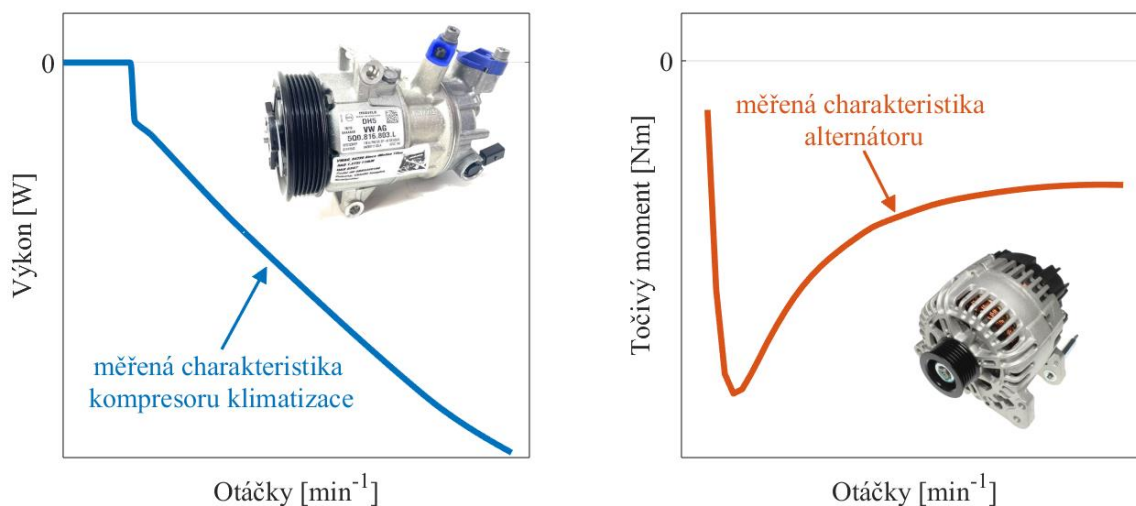 0
Výkon [W]
měřená charakteristika
kompresoru klimatizace
Otáčky [min-1]
DH5
VW AG
5Q0.816.803.L
0
Točivý moment [Nm]
měřená charakteristika
alternátoru
Otáčky [min-1]